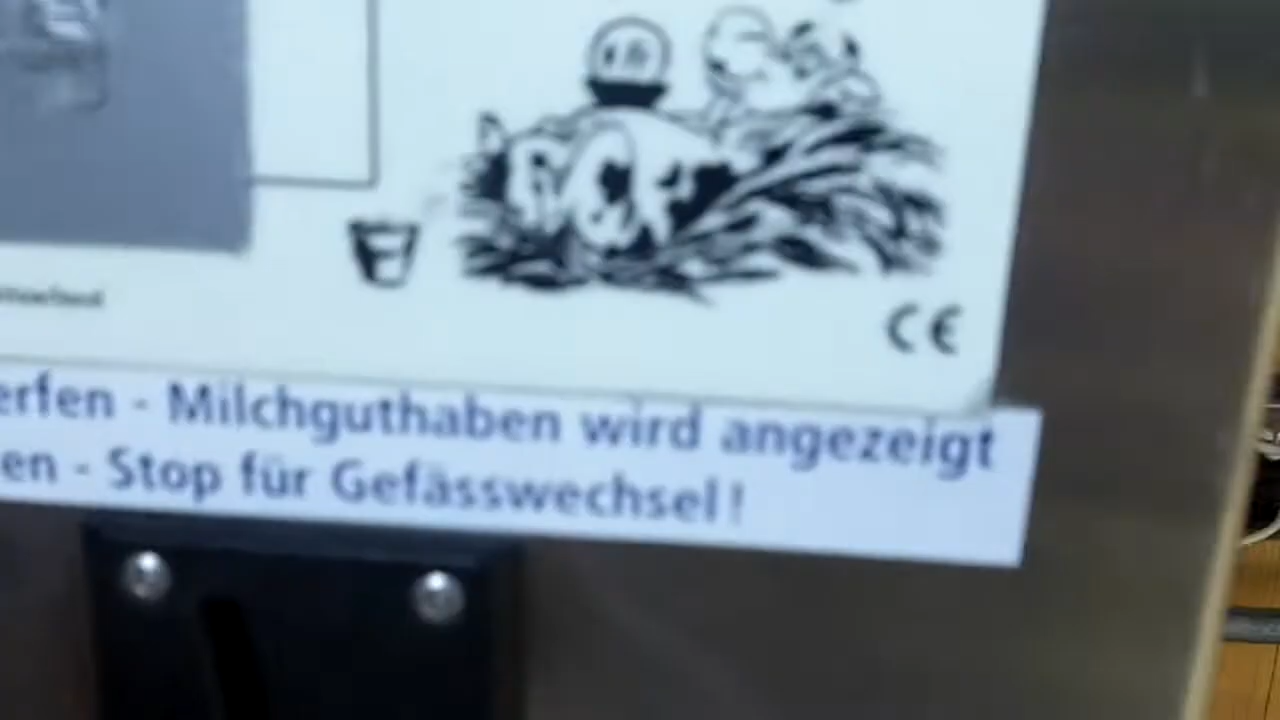 CE
erfen - Milchguthaben wird angezeigt
en - Stop für Gefässwechsel!